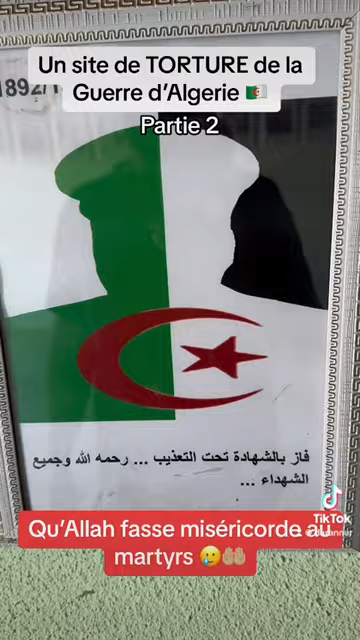 Un site de TORTURE de la
Guerre d’Algerie 🇩🇿
Partie 2
فاز بالشهادة تحت التعذيب ... رحمه الله وجميع
الشهداء ...
Qu’Allah fasse miséricorde au
martyrs 🥲🤲🏼
TikTok